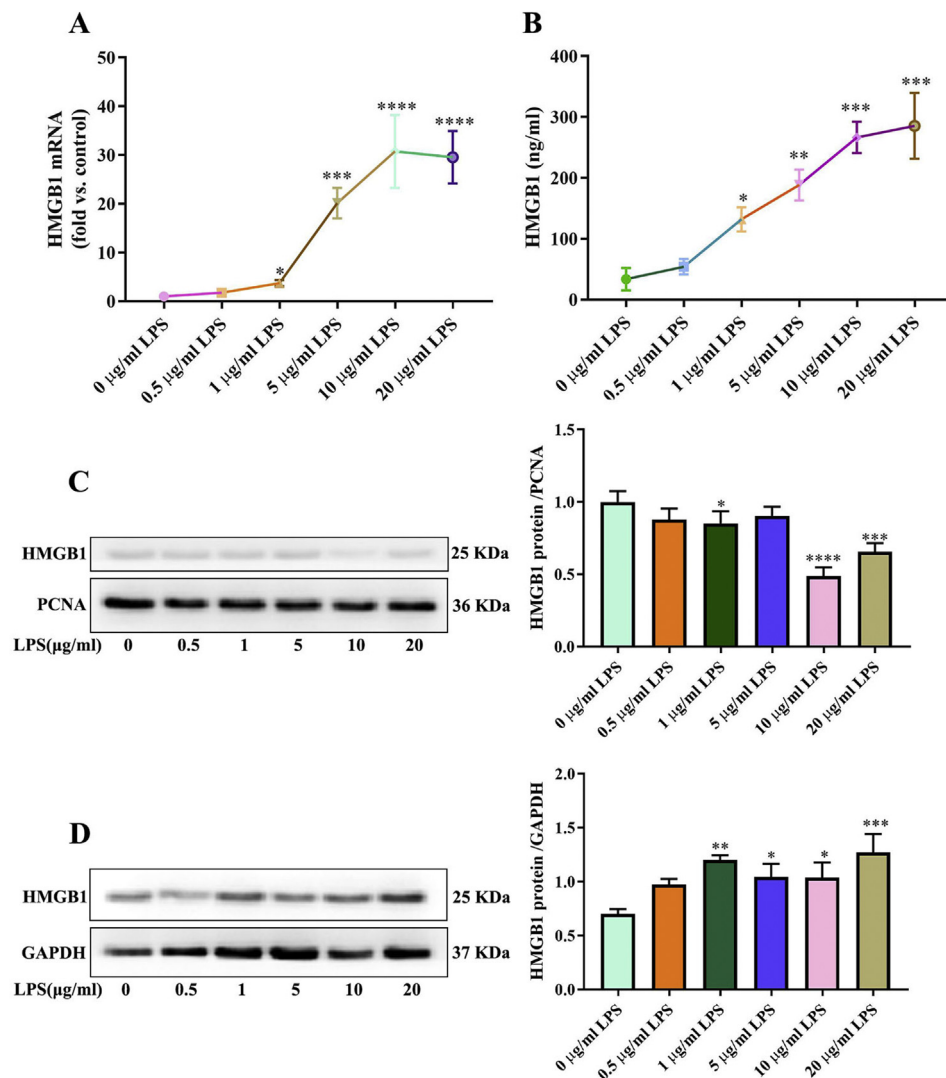 A
HMGB1 mRNA
(fold vs. control)
50
40
30
20
10
0
*
***
****
****
0 μg/ml LPS
0.5 μg/ml LPS
1 μg/ml LPS
5 μg/ml LPS
10 μg/ml LPS
20 μg/ml LPS
B
HMGB1 (ng/ml)
400
300
200
100
0
*
**
***
***
0 μg/ml LPS
0.5 μg/ml LPS
1 μg/ml LPS
5 μg/ml LPS
10 μg/ml LPS
20 μg/ml LPS
C
HMGB1
25 KDa
PCNA
36 KDa
LPS(μg/ml) 0 0.5 1 5 10 20
HMGB1 protein /PCNA
1.5
1.0
0.5
0.0
*
****
***
0 μg/ml LPS
0.5 μg/ml LPS
1 μg/ml LPS
5 μg/ml LPS
10 μg/ml LPS
20 μg/ml LPS
D
HMGB1
25 KDa
GAPDH
37 KDa
LPS(μg/ml) 0 0.5 1 5 10 20
HMGB1 protein /GAPDH
2.0
1.5
1.0
0.5
0.0
**
*
*
***
0 μg/ml LPS
0.5 μg/ml LPS
1 μg/ml LPS
5 μg/ml LPS
10 μg/ml LPS
20 μg/ml LPS